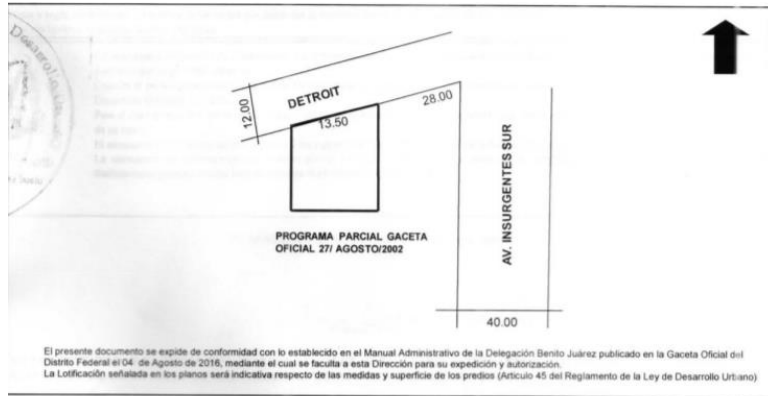 Desarrollo Urbano
DETROIT
12.00
13.50
28.00
AV. INSURGENTES SUR
PROGRAMA PARCIAL GACETA
OFICIAL 27/ AGOSTO/2002
40.00
El presente documento se expide de conformidad con lo establecido en el Manual Administrativo de la Delegación Benito Juárez publicado en la Gaceta Oficial del
Distrito Federal el 04 de Agosto de 2016, mediante el cual se faculta a esta Dirección para su expedición y autorización.
La Lotificación señalada en los planos será indicativa respecto de las medidas y superficie de los predios (Articulo 45 del Reglamento de la Ley de Desarrollo Urbano)